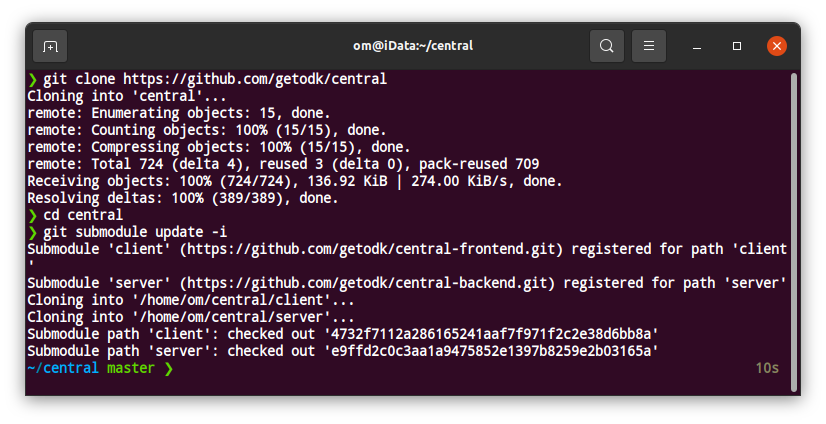 om@iData:~/central
❯ git clone https://github.com/getodk/central
Cloning into 'central'...
remote: Enumerating objects: 15, done.
remote: Counting objects: 100% (15/15), done.
remote: Compressing objects: 100% (15/15), done.
remote: Total 724 (delta 4), reused 3 (delta 0), pack-reused 709
Receiving objects: 100% (724/724), 136.92 KiB | 274.00 KiB/s, done.
Resolving deltas: 100% (389/389), done.
❯ cd central
❯ git submodule update -i
Submodule 'client' (https://github.com/getodk/central-frontend.git) registered for path 'client
'
Submodule 'server' (https://github.com/getodk/central-backend.git) registered for path 'server'
Cloning into '/home/om/central/client'...
Cloning into '/home/om/central/server'...
Submodule path 'client': checked out '4732f7112a286165241aaf7f971f2c2e38d6bb8a'
Submodule path 'server': checked out 'e9ffd2c0c3aa1a9475852e1397b8259e2b03165a'
~/central master ❯ 10s